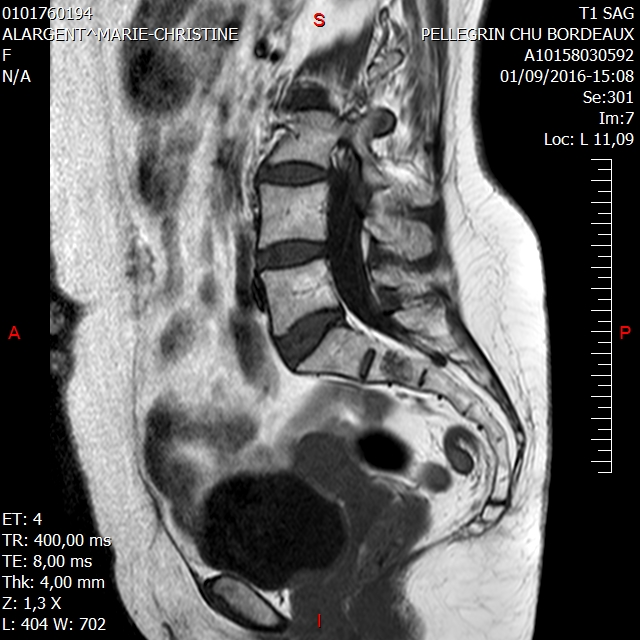 0101760194
ALARGENT^MARIE-CHRISTINE
F
N/A
S
T1 SAG
PELLEGRIN CHU BORDEAUX
A10158030592
01/09/2016-15:08
Se:301
Im:7
Loc: L 11,09
A
P
ET: 4
TR: 400,00 ms
TE: 8,00 ms
Thk: 4,00 mm
Z: 1,3 X
L: 404 W: 702
I